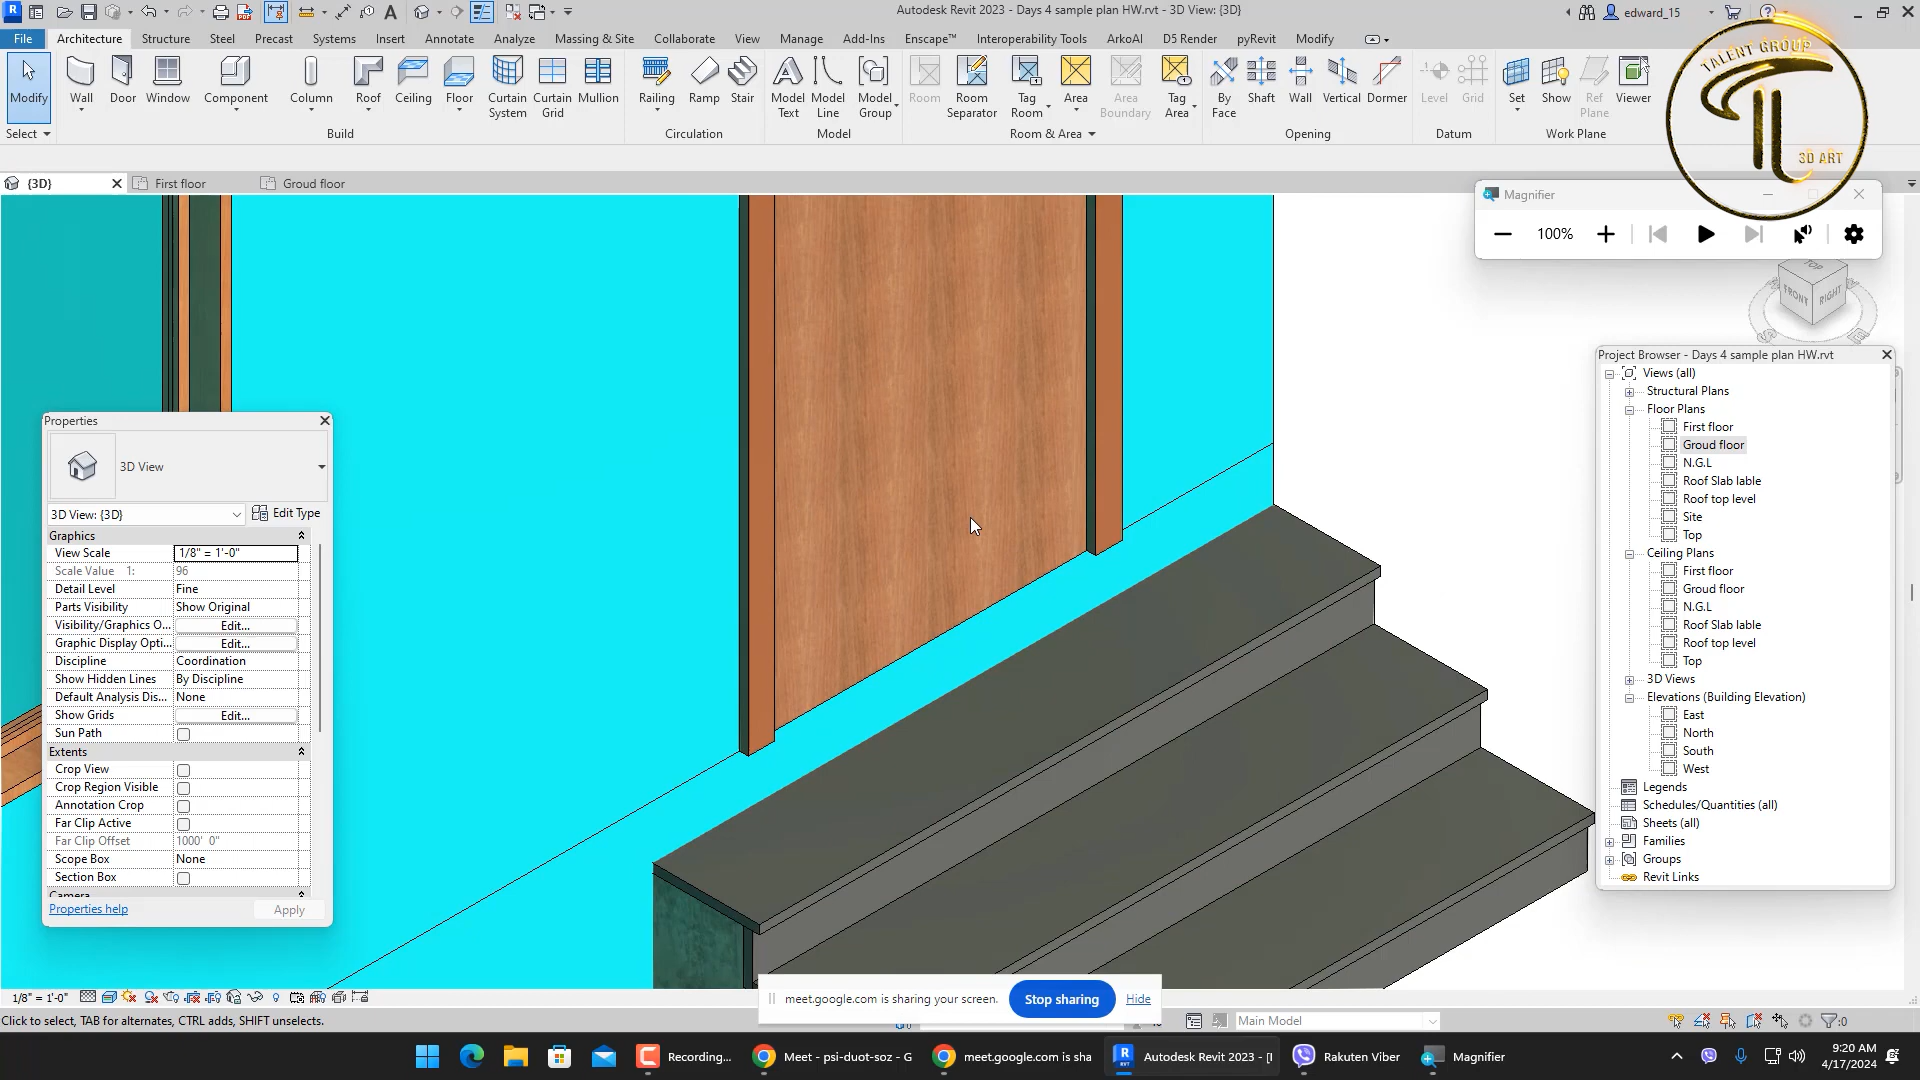 Autodesk Revit 2023 - Days 4 sample plan HW.rvt - 3D View: {3D}
edward_15
File Architecture Structure Steel Precast Systems Insert Annotate Analyze Massing & Site Collaborate View Manage Add-Ins Enscape™ Interoperability Tools ArkoAI D5 Render pyRevit Modify
Modify Wall Door Window Component Column Roof Ceiling Floor Curtain System Curtain Grid Mullion Railing Ramp Stair Model Text Model Line Model Group Room Room Separator Tag Room Area Area Boundary Tag Area By Face Shaft Wall Vertical Dormer Level Grid Set Show Ref Plane Viewer
Select Build Circulation Model Room & Area Opening Datum Work Plane
TALENT GROUP
3D ART
{3D} First floor Groud floor
Magnifier
100%
TOP
FRONT RIGHT
S E
Properties
3D View
3D View: {3D} Edit Type
Graphics
View Scale 1/8" = 1'-0"
Scale Value 1: 96
Detail Level Fine
Parts Visibility Show Original
Visibility/Graphics O... Edit...
Graphic Display Opti... Edit...
Discipline Coordination
Show Hidden Lines By Discipline
Default Analysis Dis... None
Show Grids Edit...
Sun Path
Extents
Crop View
Crop Region Visible
Annotation Crop
Far Clip Active
Far Clip Offset 1000' 0"
Scope Box None
Section Box
Camera
Properties help Apply
Project Browser - Days 4 sample plan HW.rvt
Views (all)
Structural Plans
Floor Plans
First floor
Groud floor
N.G.L
Roof Slab lable
Roof top level
Site
Top
Ceiling Plans
First floor
Groud floor
N.G.L
Roof Slab lable
Roof top level
Top
3D Views
Elevations (Building Elevation)
East
North
South
West
Legends
Schedules/Quantities (all)
Sheets (all)
Families
Groups
Revit Links
1/8" = 1'-0"
meet.google.com is sharing your screen. Stop sharing Hide
Click to select, TAB for alternates, CTRL adds, SHIFT unselects.
Main Model
:0
Recording... Meet - psi-duot-soz - G meet.google.com is sha Autodesk Revit 2023 - [ Rakuten Viber Magnifier
9:20 AM
4/17/2024